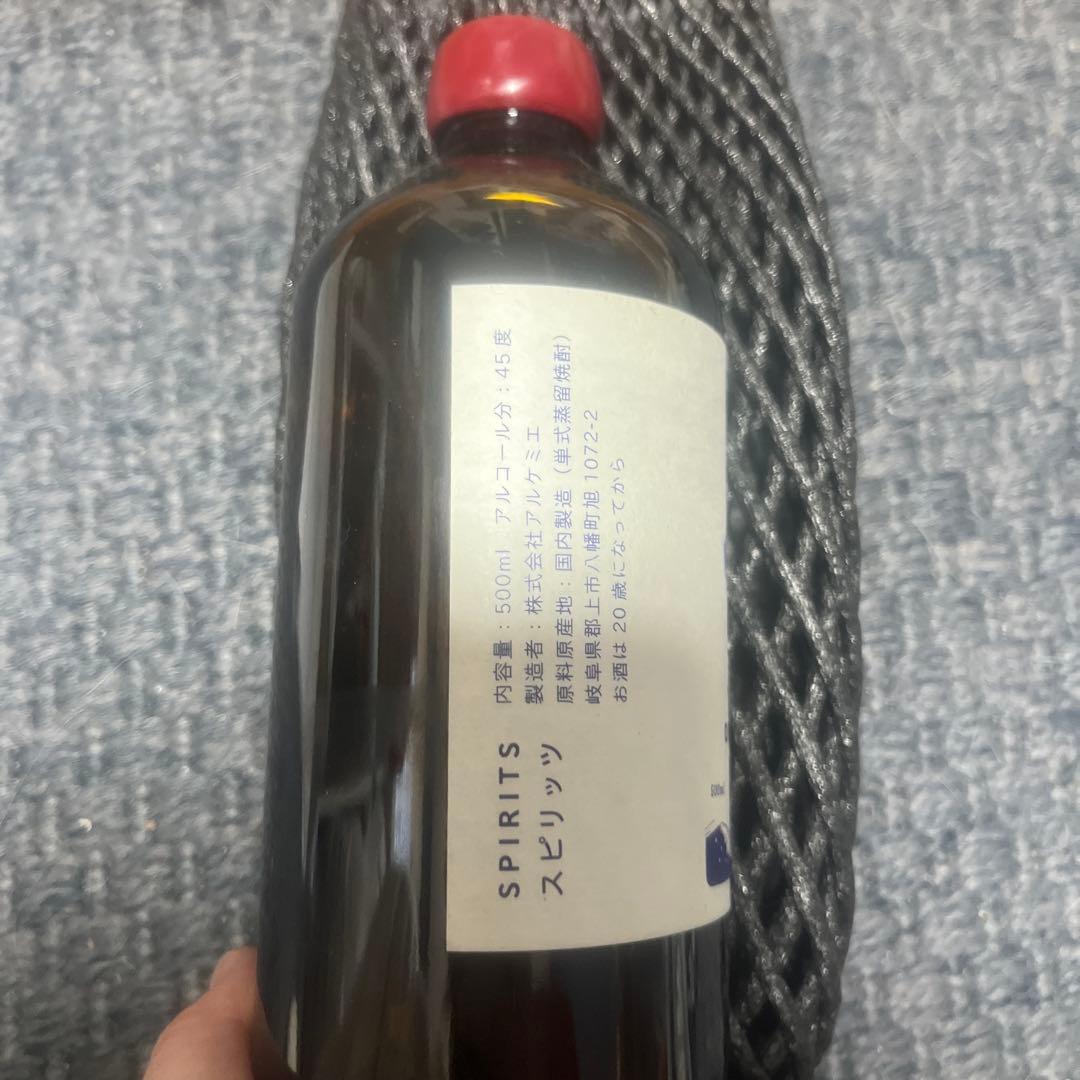 SPIRITS
スピリッツ
内容量：500ml アルコール分：45度
製造者：株式会社アルケミエ
原料原産地：国内製造（単式蒸留焼酎）
岐阜県郡上市八幡町旭 1072-2
お酒は 20 歳になってから
500ml